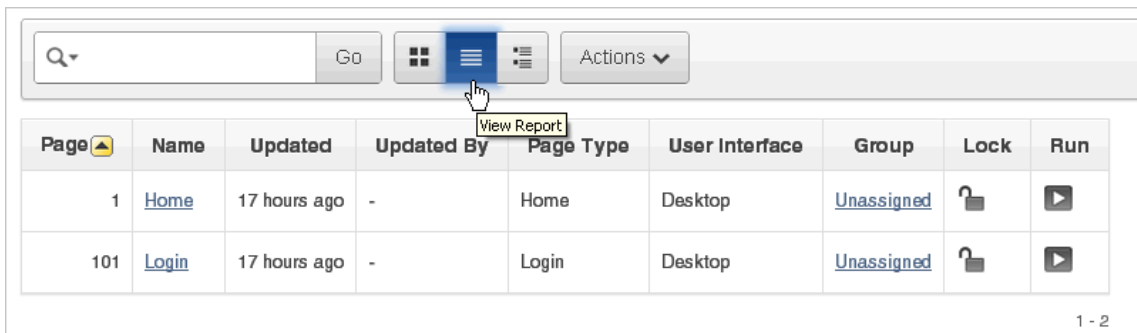 Go Actions
View Report
Page Name Updated Updated By Page Type User Interface Group Lock Run
1 Home 17 hours ago - Home Desktop Unassigned
101 Login 17 hours ago - Login Desktop Unassigned
1 - 2